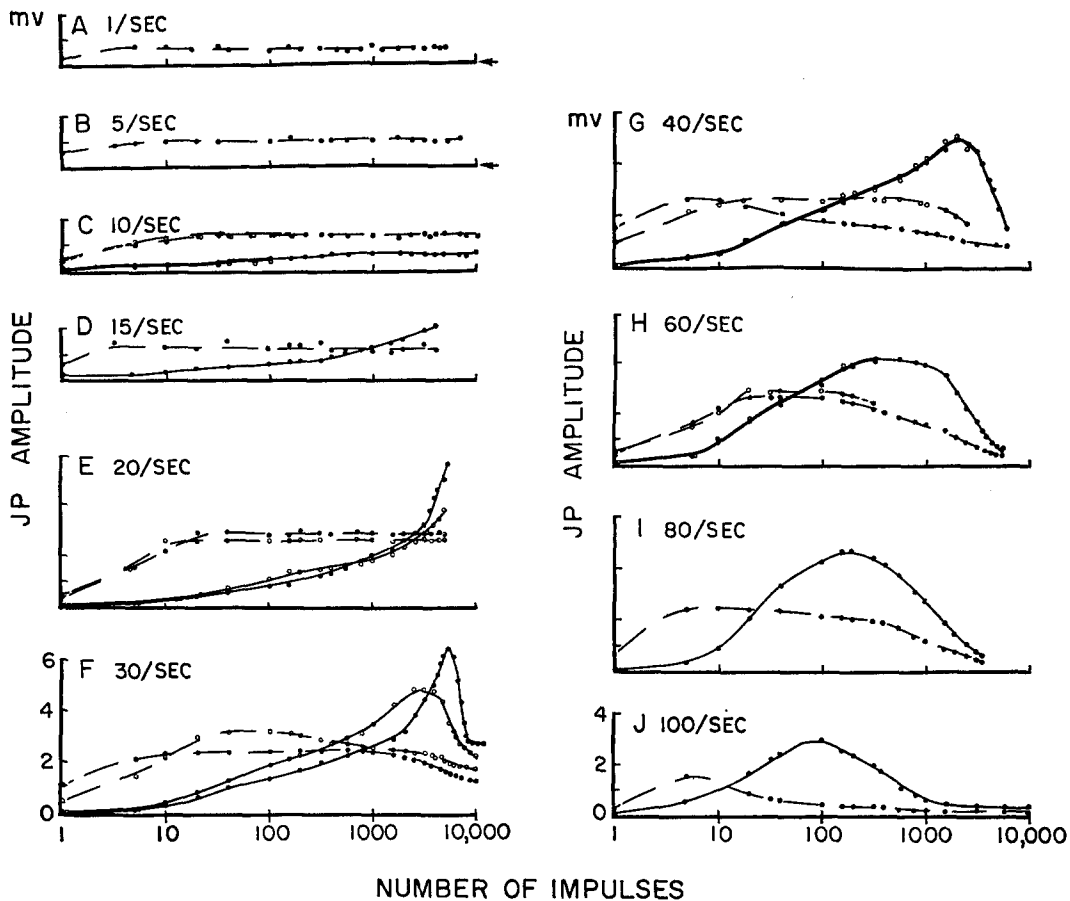 mv
A 1/SEC
B 5/SEC
C 10/SEC
D 15/SEC
E 20/SEC
F 30/SEC
6
4
2
0
1 10 100 1000 10,000
JP AMPLITUDE
mv
G 40/SEC
H 60/SEC
I 80/SEC
J 100/SEC
4
2
0
1 10 100 1000 10,000
JP AMPLITUDE
NUMBER OF IMPULSES